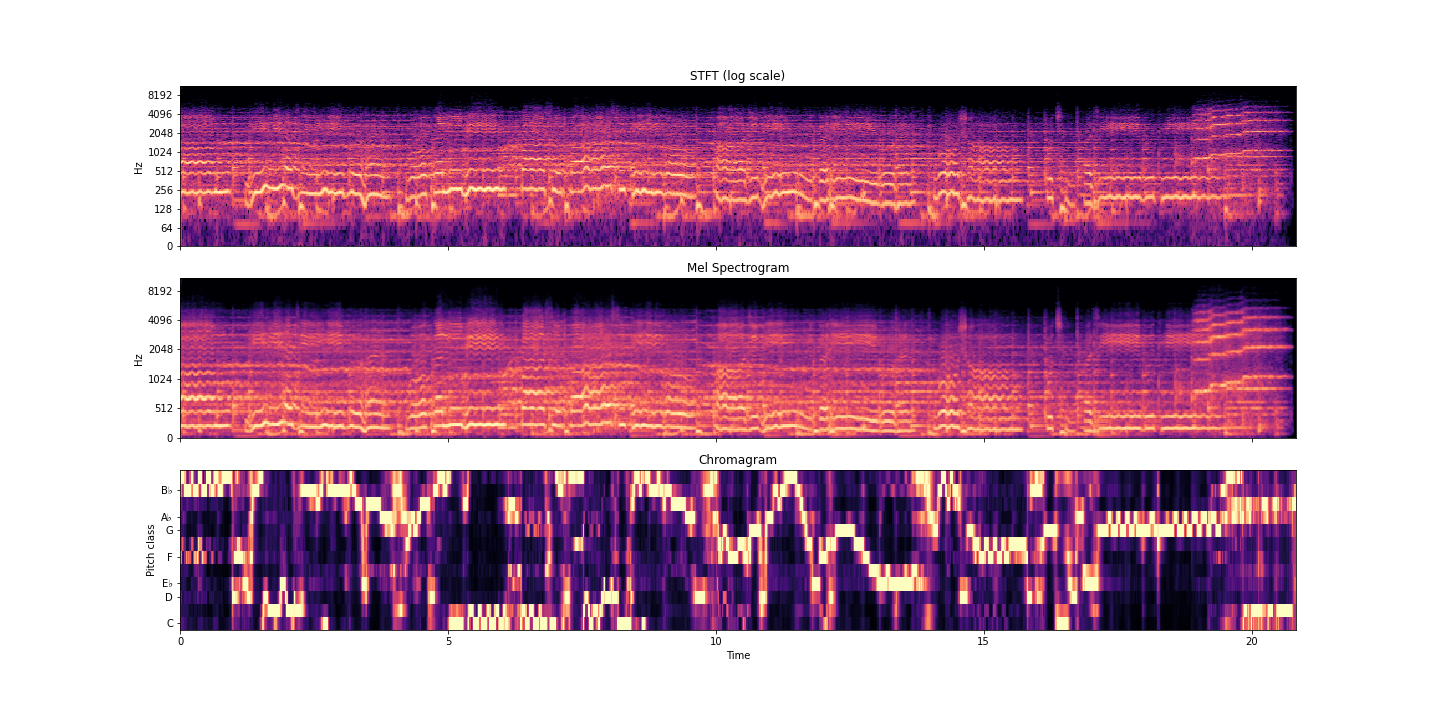 STFT (log scale)
8192
4096
2048
1024
512
256
128
64
0
Hz
Mel Spectrogram
8192
4096
2048
1024
512
0
Hz
Chromagram
B♭
A♭
G
F
E♭
D
C
Pitch class
0 5 10 15 20
Time